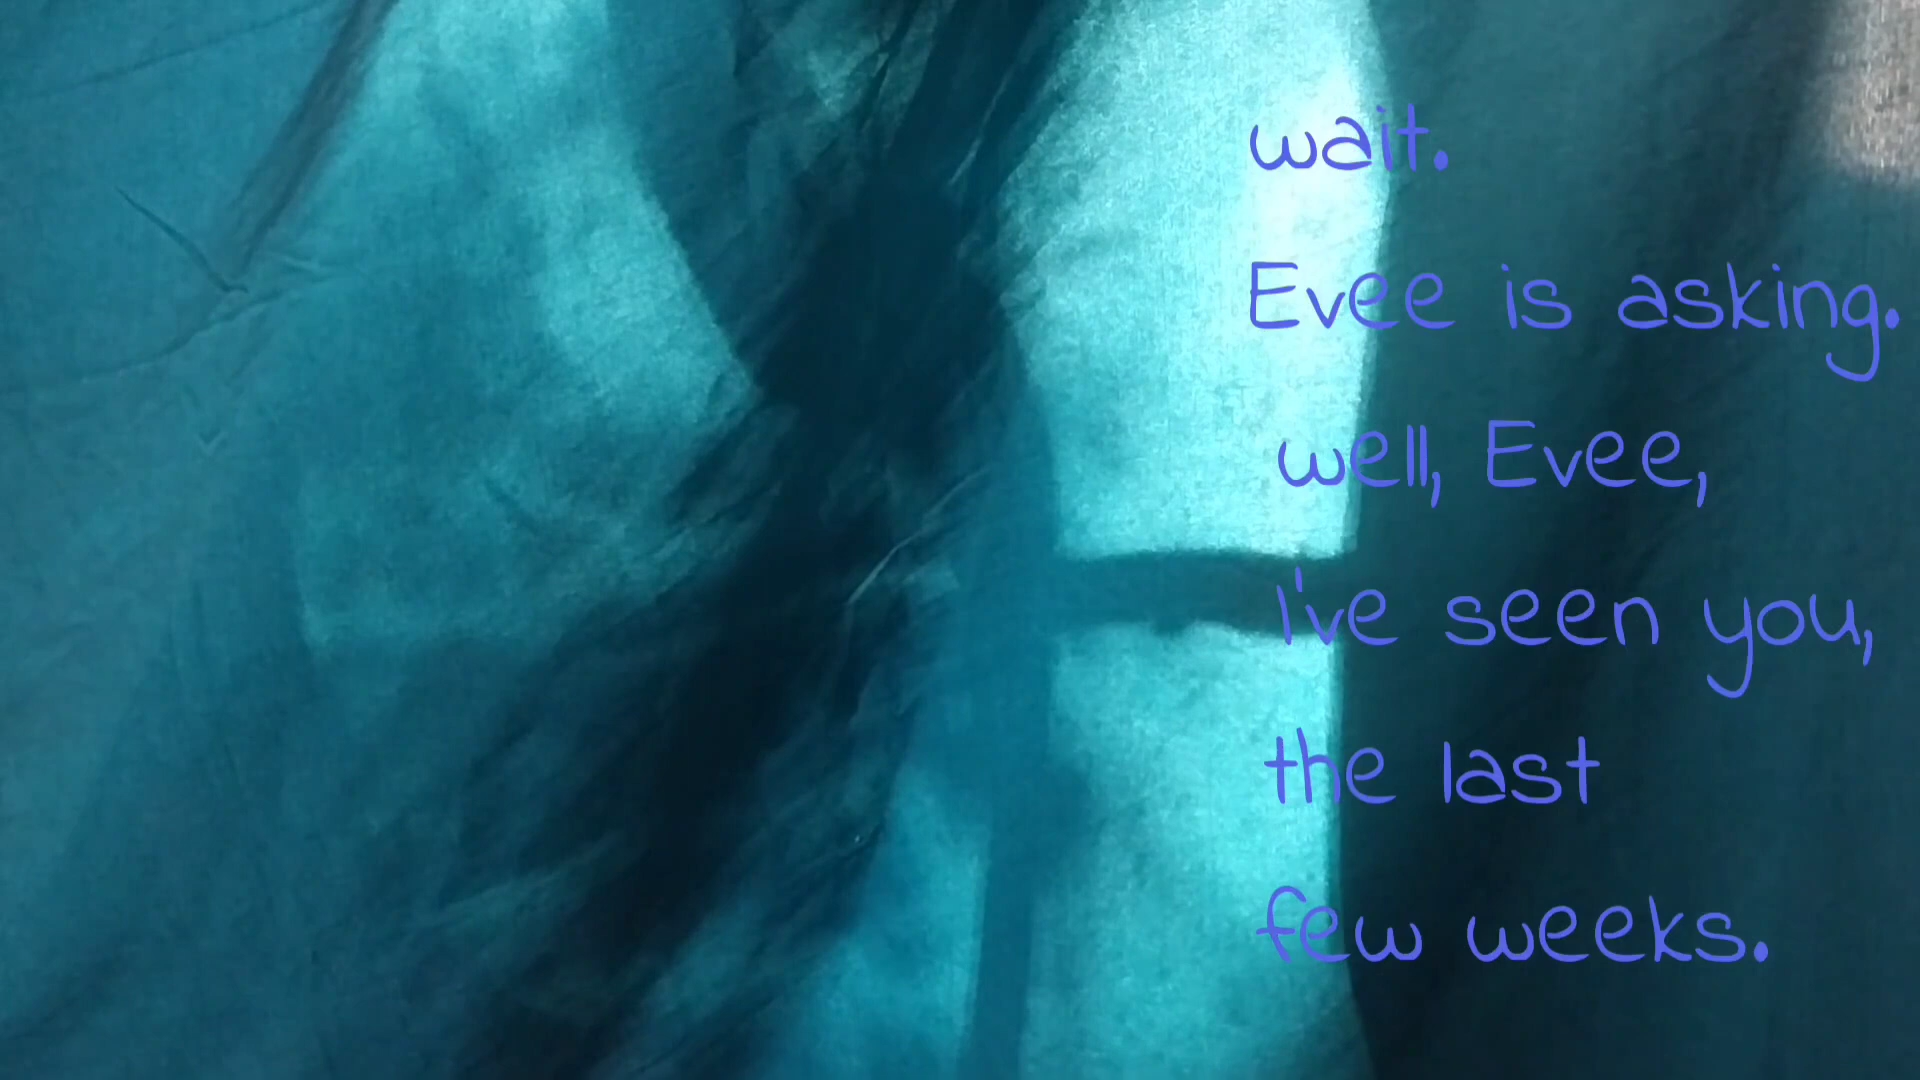 wait.
Evee is asking.
well, Evee,
I've seen you,
the last
few weeks.